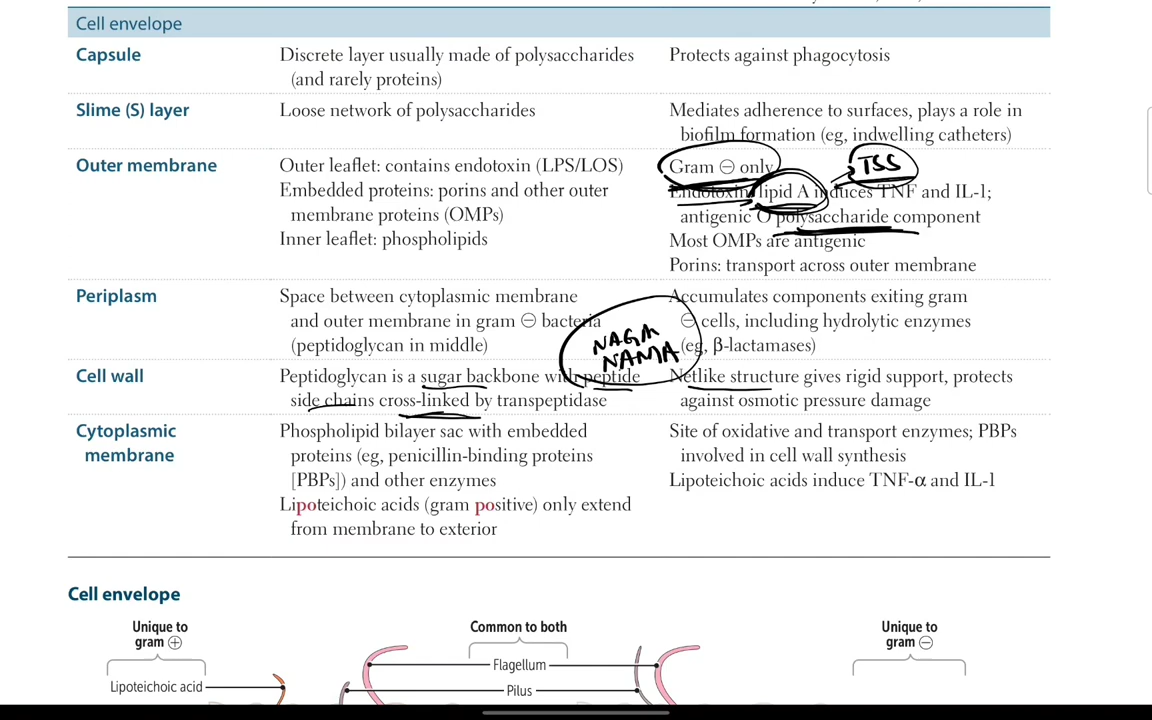 Cell envelope
Capsule
Discrete layer usually made of polysaccharides
(and rarely proteins)
Protects against phagocytosis
Slime (S) layer
Loose network of polysaccharides
Mediates adherence to surfaces, plays a role in
biofilm formation (eg, indwelling catheters)
Outer membrane
Outer leaflet: contains endotoxin (LPS/LOS)
Embedded proteins: porins and other outer
membrane proteins (OMPs)
Inner leaflet: phospholipids
Gram ⊖ only
TSS
Endotoxin lipid A induces TNF and IL-1;
antigenic O polysaccharide component
Most OMPs are antigenic
Porins: transport across outer membrane
Periplasm
Space between cytoplasmic membrane
and outer membrane in gram ⊖ bacteria
(peptidoglycan in middle)
NAGA
NAMA
Accumulates components exiting gram
⊖ cells, including hydrolytic enzymes
(eg, β-lactamases)
Cell wall
Peptidoglycan is a sugar backbone with peptide
side chains cross-linked by transpeptidase
Netlike structure gives rigid support, protects
against osmotic pressure damage
Cytoplasmic
membrane
Phospholipid bilayer sac with embedded
proteins (eg, penicillin-binding proteins
[PBPs]) and other enzymes
Lipoteichoic acids (gram positive) only extend
from membrane to exterior
Site of oxidative and transport enzymes; PBPs
involved in cell wall synthesis
Lipoteichoic acids induce TNF-α and IL-1
Cell envelope
Unique to
gram ⊕
Common to both
Unique to
gram ⊖
Flagellum
Lipoteichoic acid
Pilus